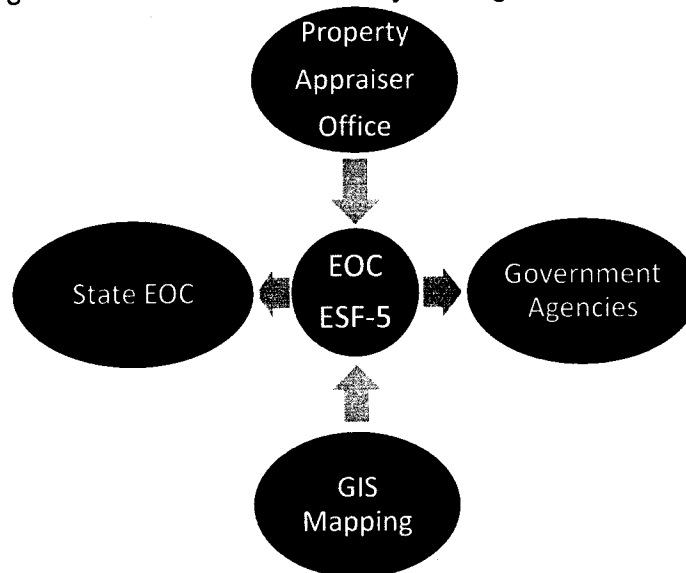 Property
Appraiser
Office
State EOC
EOC
ESF-5
Government
Agencies
GIS
Mapping